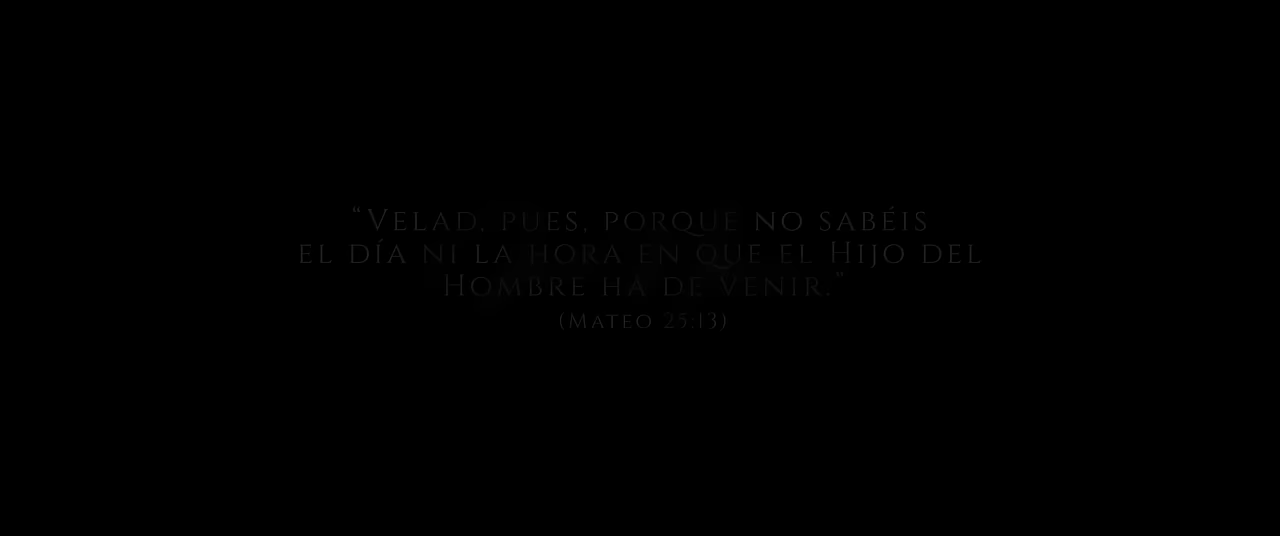 “Velad, pues, porque no sabéis
el día ni la hora en que el Hijo del
Hombre há de venir.”
(Mateo 25:13)